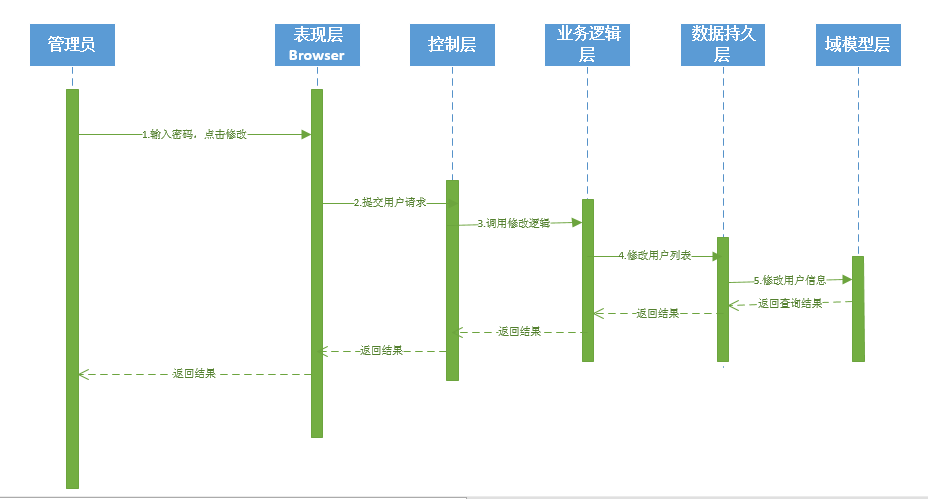 管理员
表现层
Browser
控制层
业务逻辑
层
数据持久
层
域模型层
1.输入密码，点击修改
2.提交用户请求
3.调用修改逻辑
4.修改用户列表
5.修改用户信息
返回查询结果
返回结果
返回结果
返回结果
返回结果